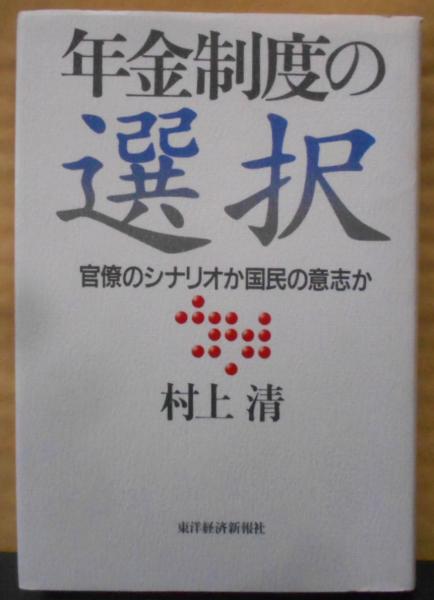 年金制度の
選択
官僚のシナリオか国民の意志か
村上 清
東洋経済新報社